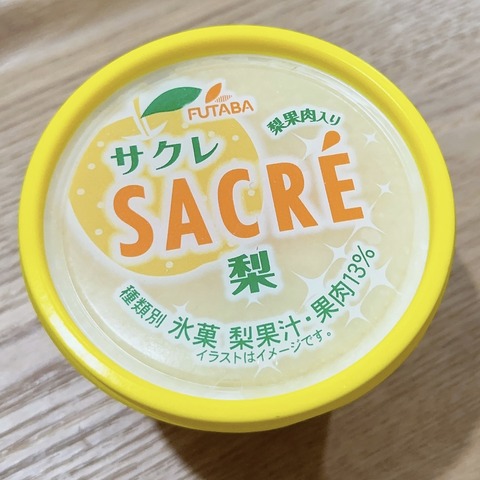 FUTABA
梨果肉入り
サクレ
SACRÉ
梨
種類別 氷菓 梨果汁・果肉13%
イラストはイメージです。